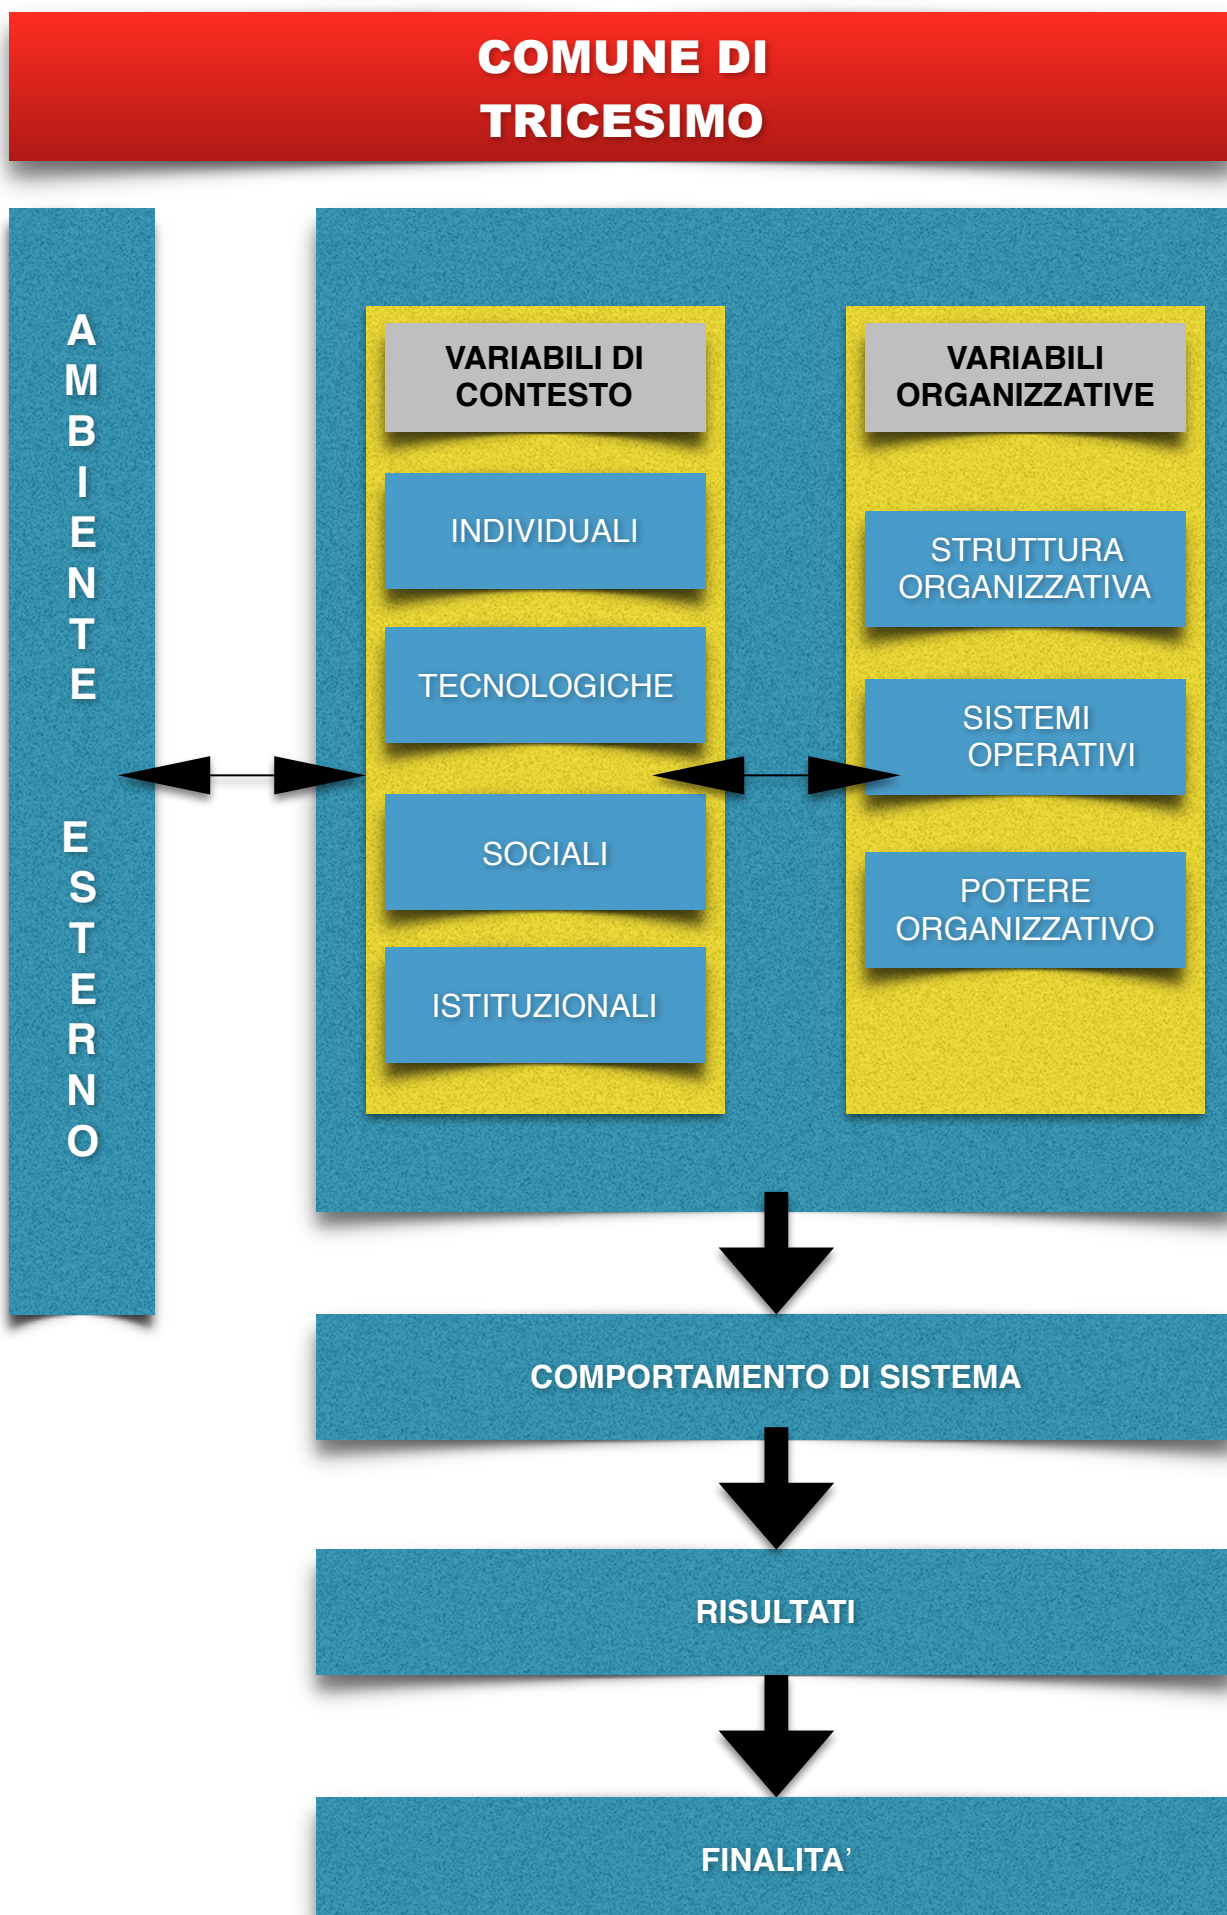 COMUNE DI
TRICESIMO
A
M
B
I
E
N
T
E
E
S
T
E
R
N
O
VARIABILI DI
CONTESTO
INDIVIDUALI
TECNOLOGICHE
SOCIALI
ISTITUZIONALI
VARIABILI
ORGANIZZATIVE
STRUTTURA
ORGANIZZATIVA
SISTEMI
OPERATIVI
POTERE
ORGANIZZATIVO
COMPORTAMENTO DI SISTEMA
RISULTATI
FINALITA’